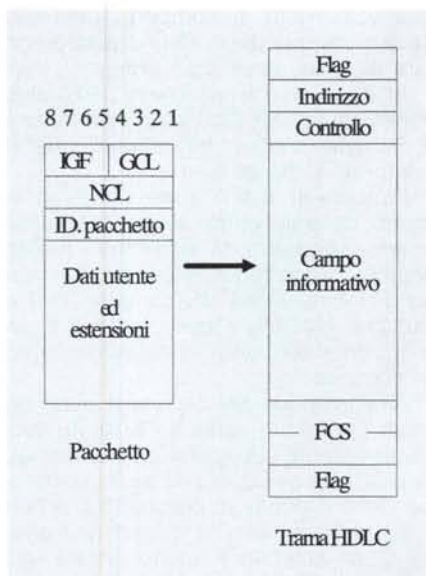 8 7 6 5 4 3 2 1
IGF GCL
NCL
ID. pacchetto
Dati utente
ed
estensioni
Pacchetto
Flag
Indirizzo
Controllo
Campo
informativo
FCS
Flag
Trama HDLC